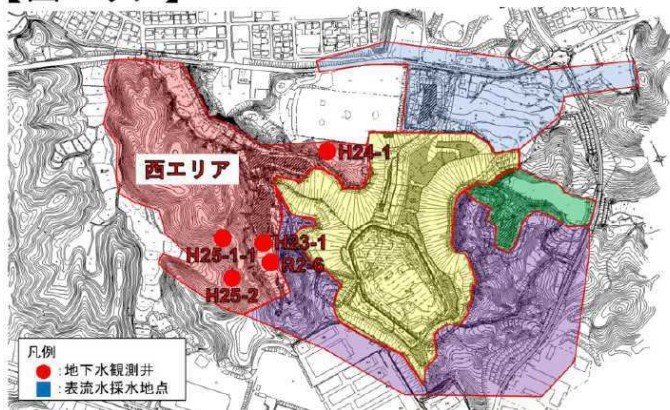 西エリア
H24-1
H23-1
H25-1-1
R2-6
H25-2
凡例
:地下水観測井
:表流水採水地点